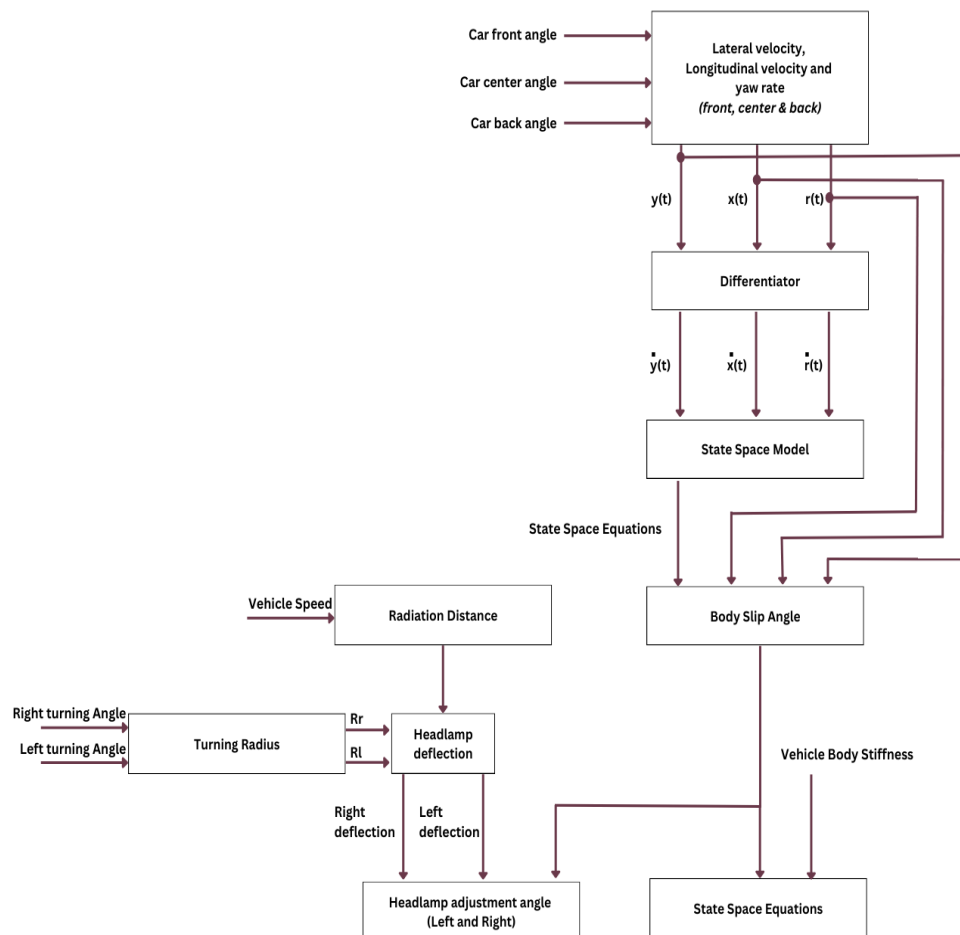 Car front angle
Car center angle
Car back angle
Lateral velocity,
Longitudinal velocity and
yaw rate
(front, center & back)
y(t)
x(t)
r(t)
Differentiator
ẏ(t)
ẋ(t)
ṙ(t)
State Space Model
State Space Equations
Vehicle Speed
Radiation Distance
Body Slip Angle
Right turning Angle
Left turning Angle
Turning Radius
Rr
Rl
Headlamp
deflection
Vehicle Body Stiffness
Right
deflection
Left
deflection
Headlamp adjustment angle
(Left and Right)
State Space Equations